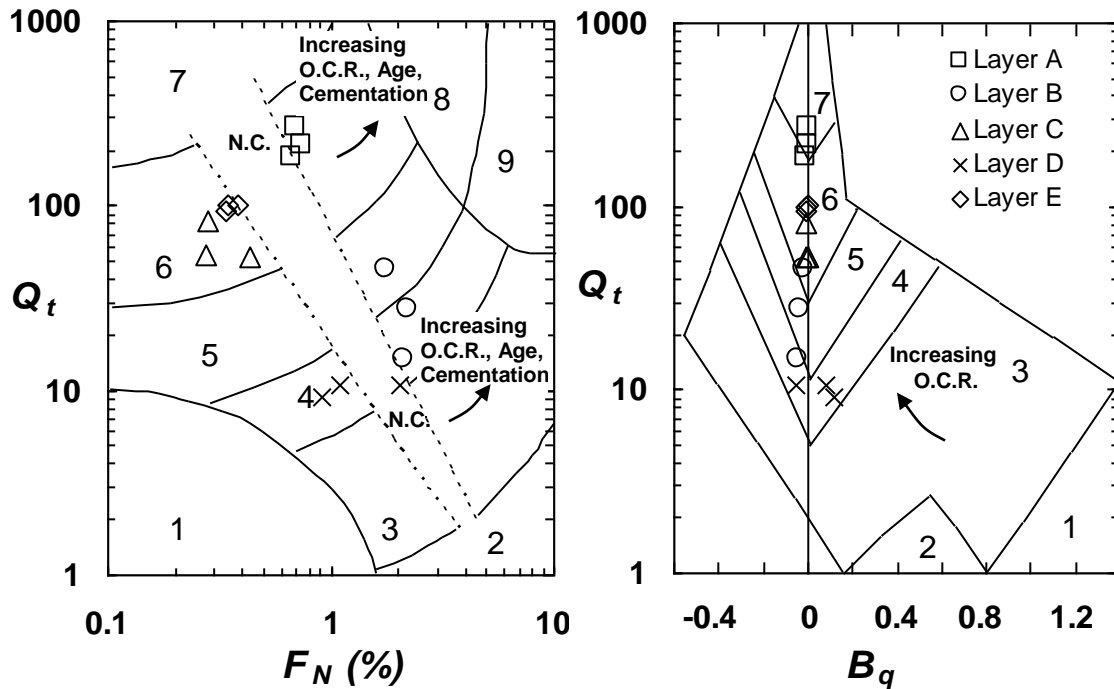 1000
100
10
1
Q t
0.1
1
10
F N (%)
Increasing
O.C.R., Age,
Cementation
N.C.
7
8
9
6
5
4
1
3
2
Increasing
O.C.R., Age,
Cementation
N.C.
1000
100
10
1
Q t
-0.4
0
0.4
0.8
1.2
B q
Layer A
Layer B
Layer C
Layer D
Layer E
7
6
5
4
3
Increasing
O.C.R.
2
1